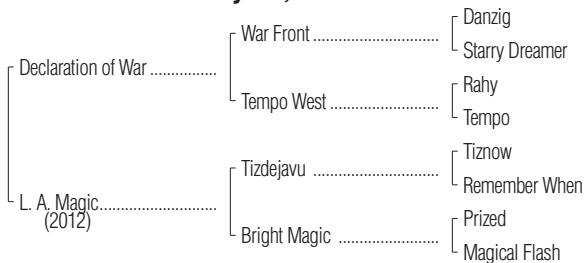 Declaration of War ................
War Front ..............................
Danzig
Starry Dreamer
Tempo West ..........................
Rahy
Tempo
L. A. Magic............................
(2012)
Tizdejavu ..............................
Tiznow
Remember When
Bright Magic ........................
Prized
Magical Flash